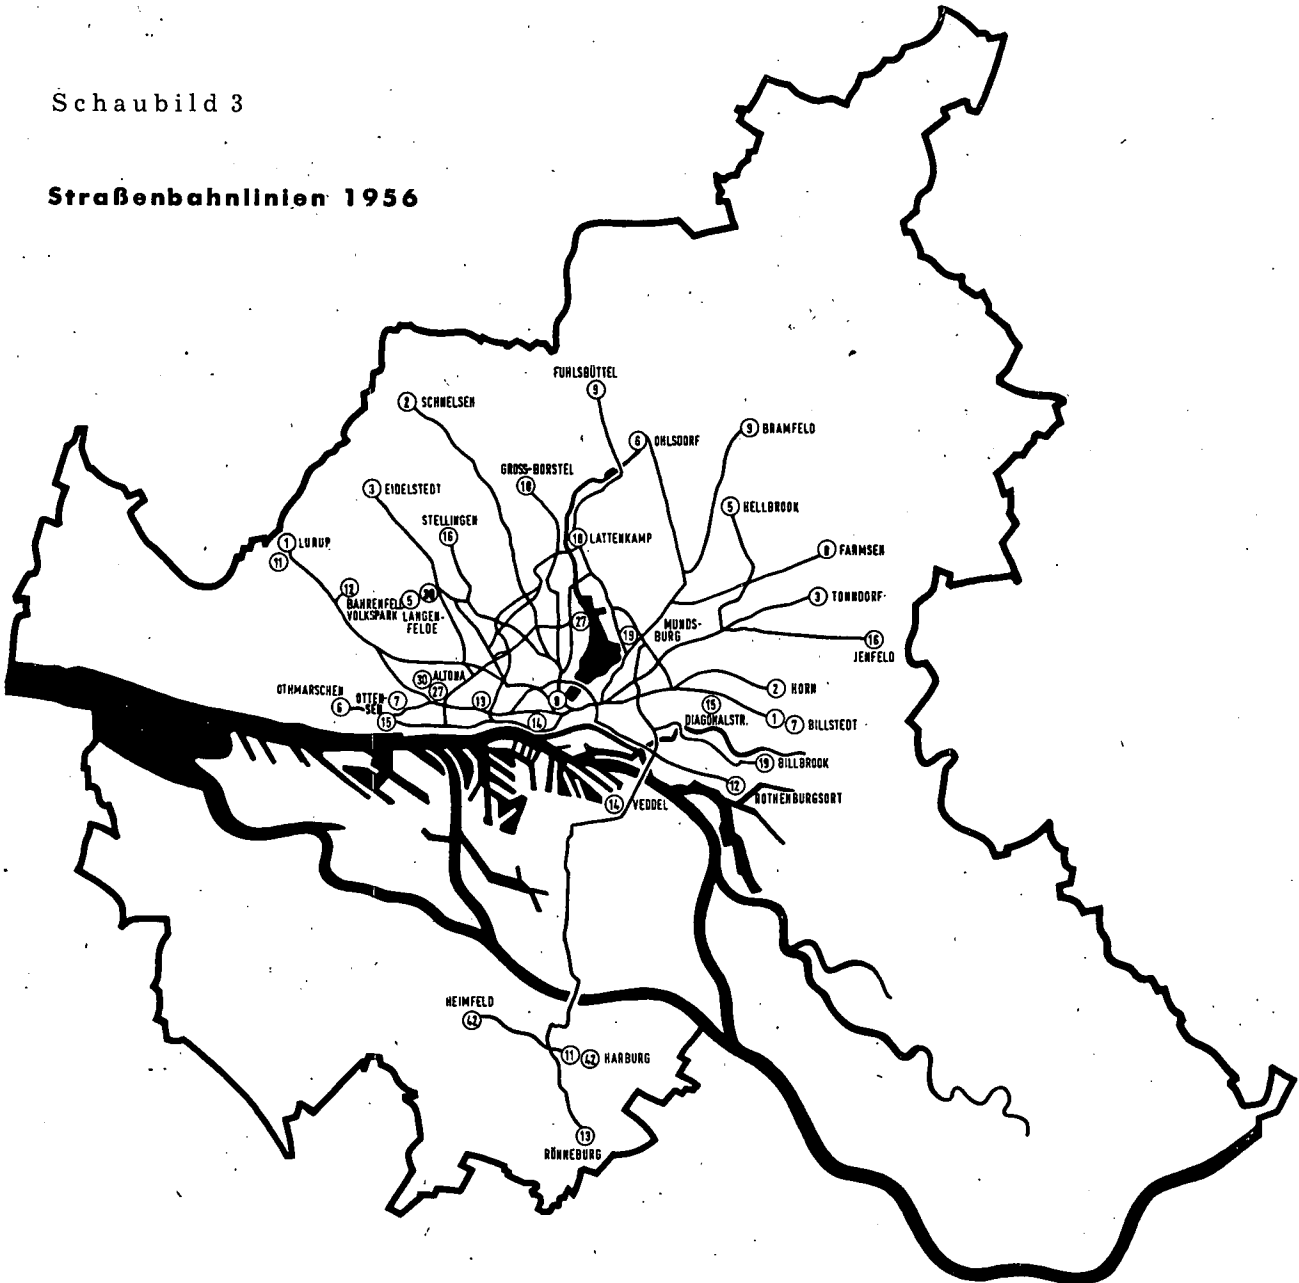 Schaubild 3
Straßenbahnlinien 1956
FUHLSBÜTTEL
9
2 SCHNELSEN
6 OHLSDORF
9 BRAMFELD
GROSS-BORSTEL
18
3 EIDELSTEDT
5 HELLBROOK
STELLINGEN
16
18 LATTENKAMP
1 LURUP
11
8 FARMSEN
12
BAHRENFELD
VOLKSPARK
5
LANGEN-
FELDE
3 TONNDORF
27
19
MUNDS-
BURG
16
JENFELD
30 ALTONA
27
OTHMARSCHEN
6
OTTEN-
SEN
7
15
13
8
14
2 HORN
15
DIAGONALSTR.
1 7 BILLSTEDT
19 BILLBROOK
12
ROTHENBURGSORT
14 VEDDEL
HEIMFELD
42
11 42 HARBURG
13
RÖNNEBURG